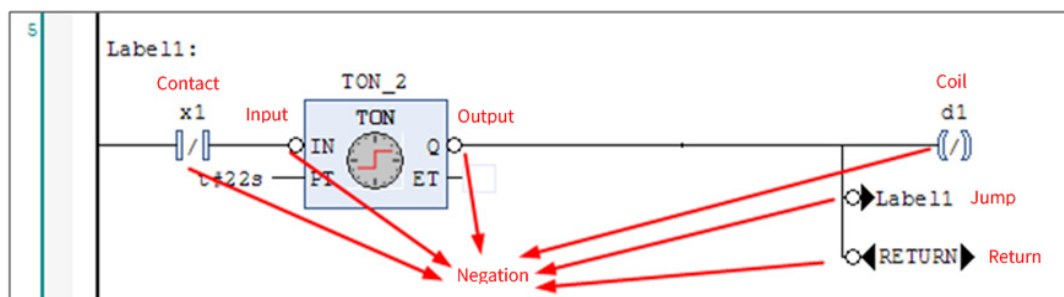 5
Label1:
Contact
TON_2
Coil
x1
Input
TON
Output
d1
/
IN
Q
/
t#22s
PT
ET
Label1
Jump
RETURN
Return
Negation